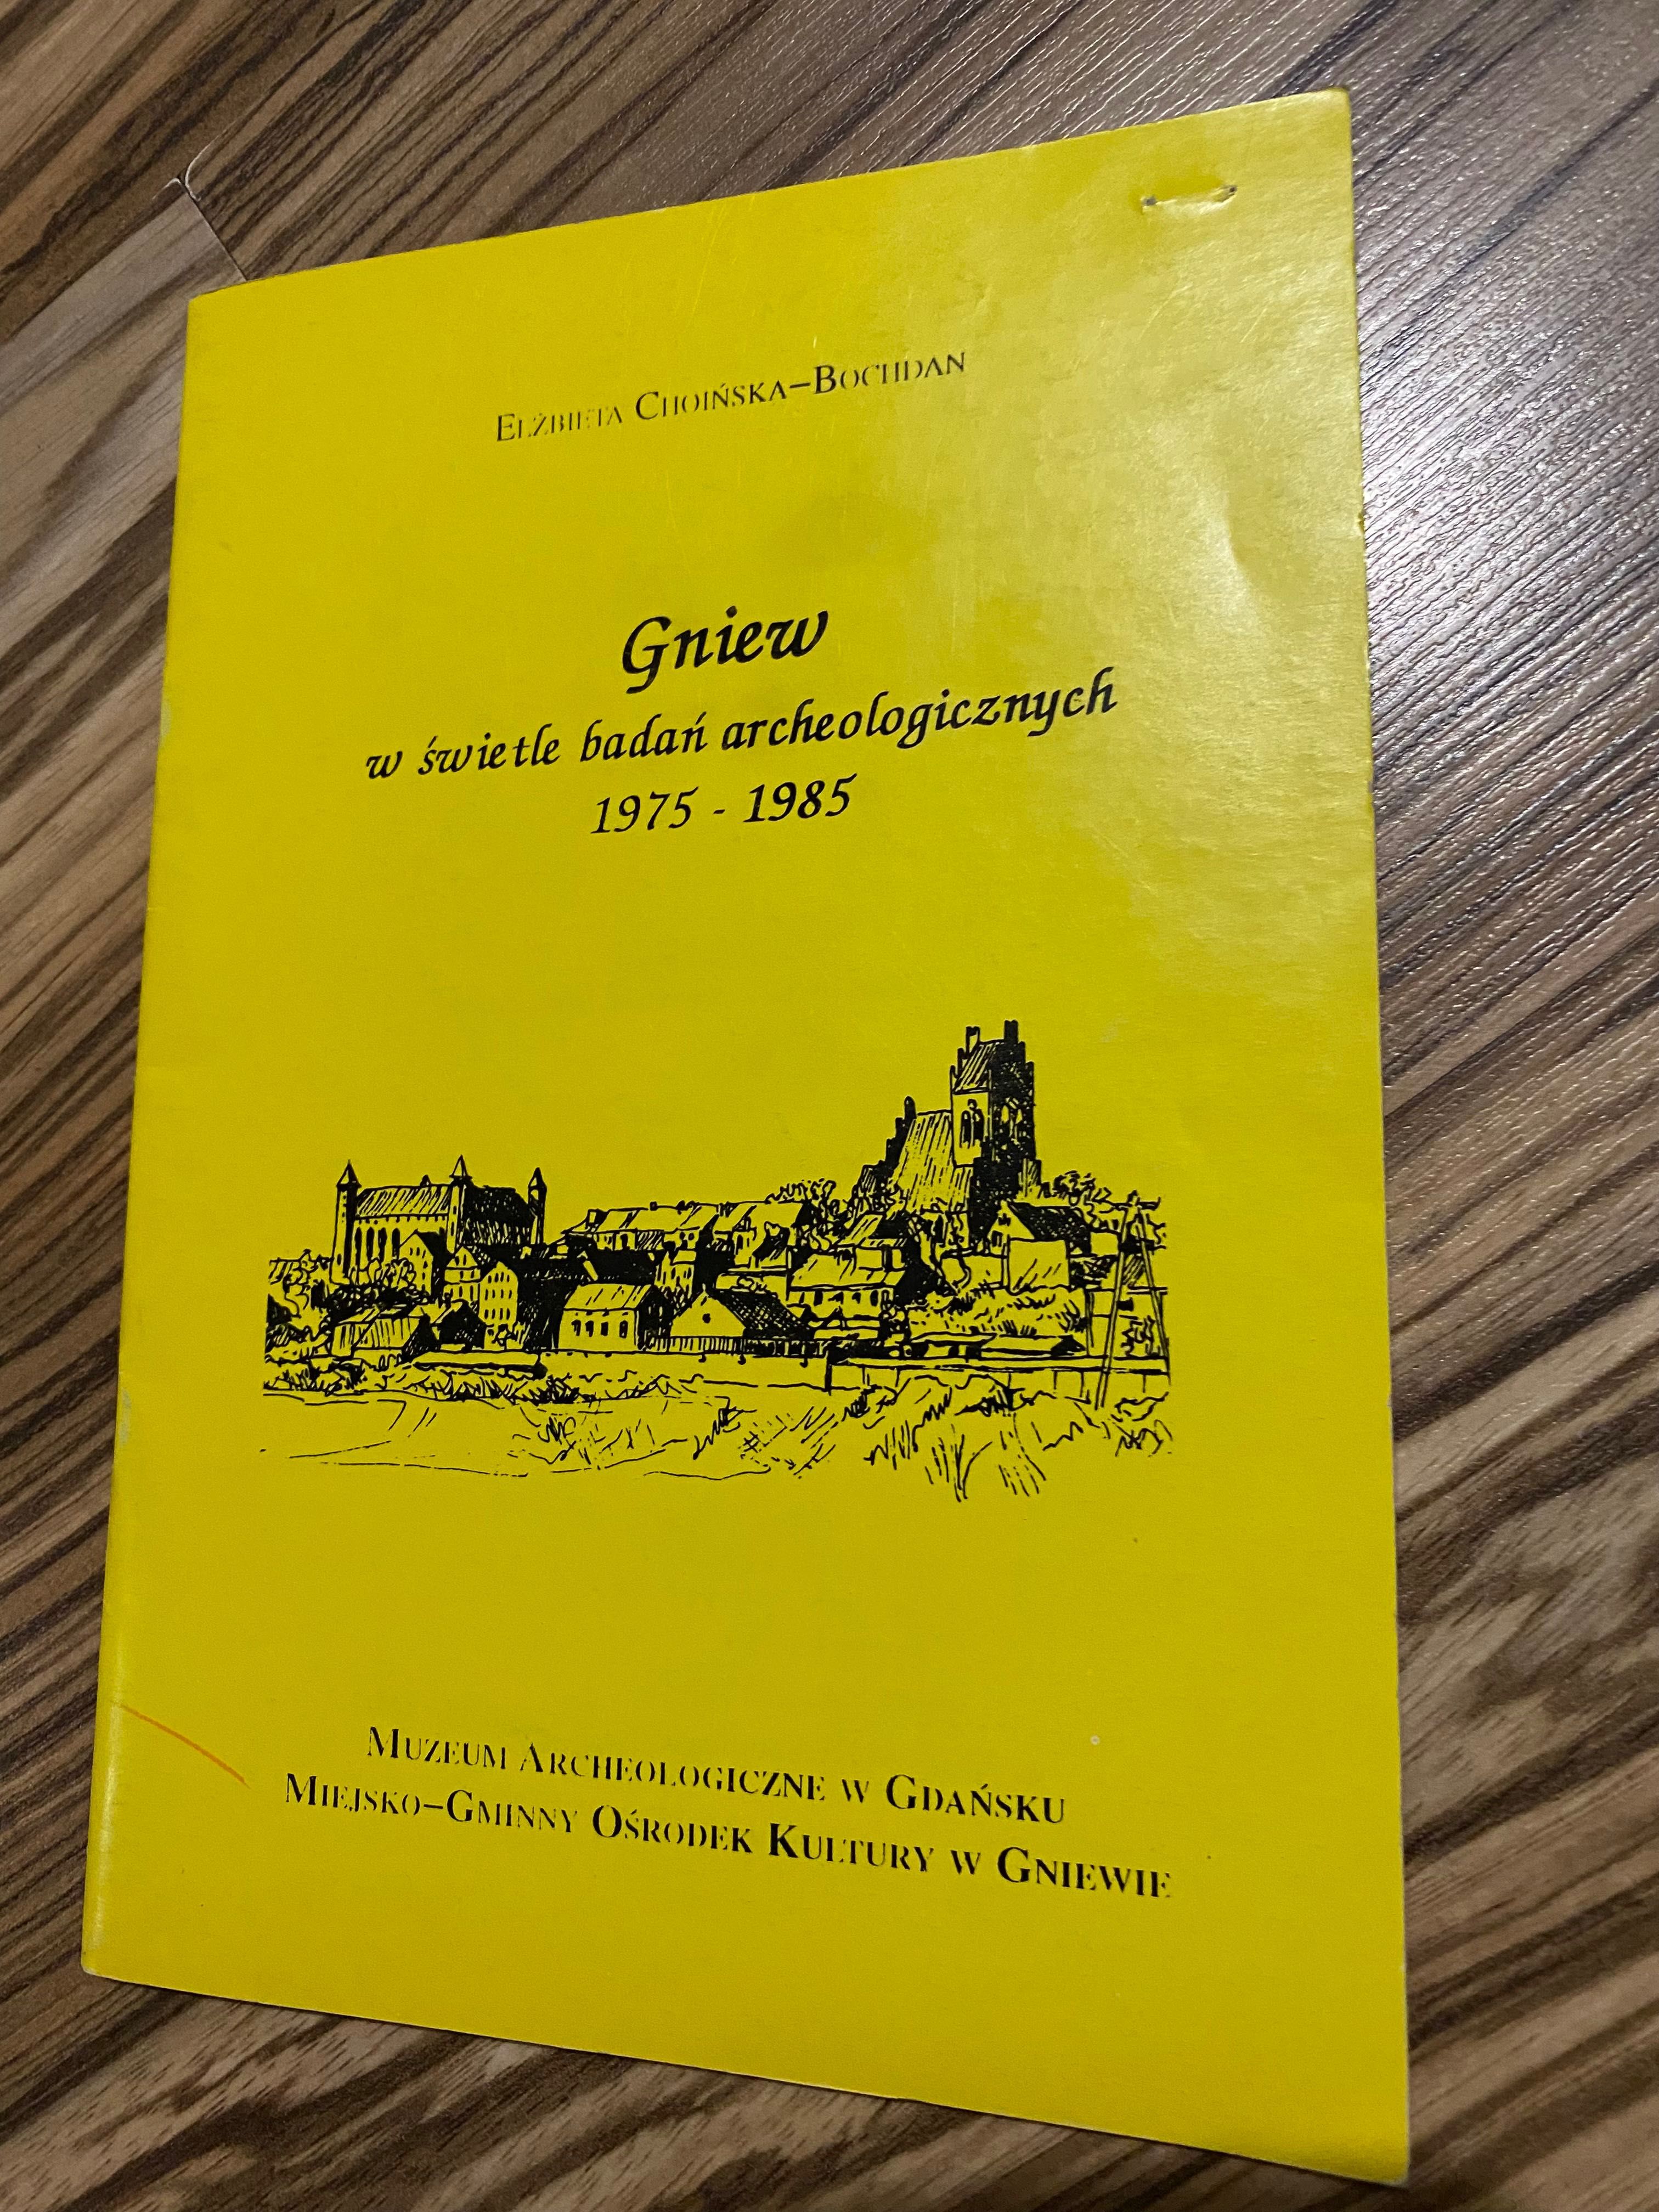 ELŻBIETA CHOIŃSKA–BOCHDAN
Gniew
w świetle badań archeologicznych
1975 - 1985
MUZEUM ARCHEOLOGICZNE W GDAŃSKU
MIEJSKO–GMINNY OŚRODEK KULTURY W GNIEWIE